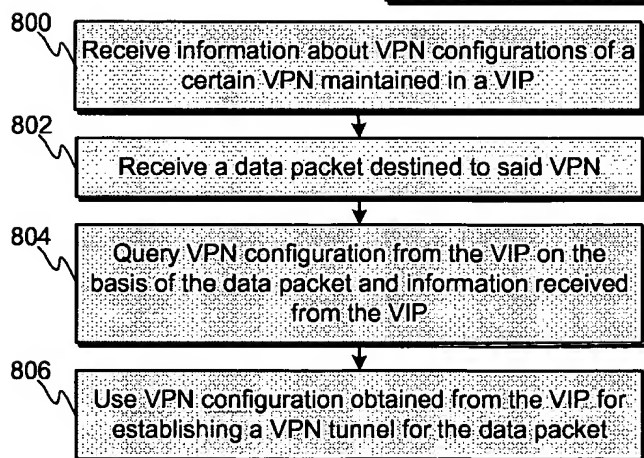 800
Receive information about VPN configurations of a
certain VPN maintained in a VIP
802
Receive a data packet destined to said VPN
804
Query VPN configuration from the VIP on the
basis of the data packet and information received
from the VIP
806
Use VPN configuration obtained from the VIP for
establishing a VPN tunnel for the data packet